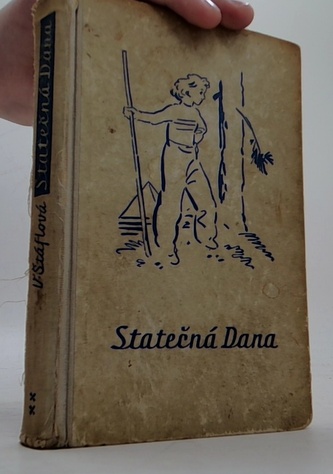 V. Štáflová Statečná Dana
Statečná Dana